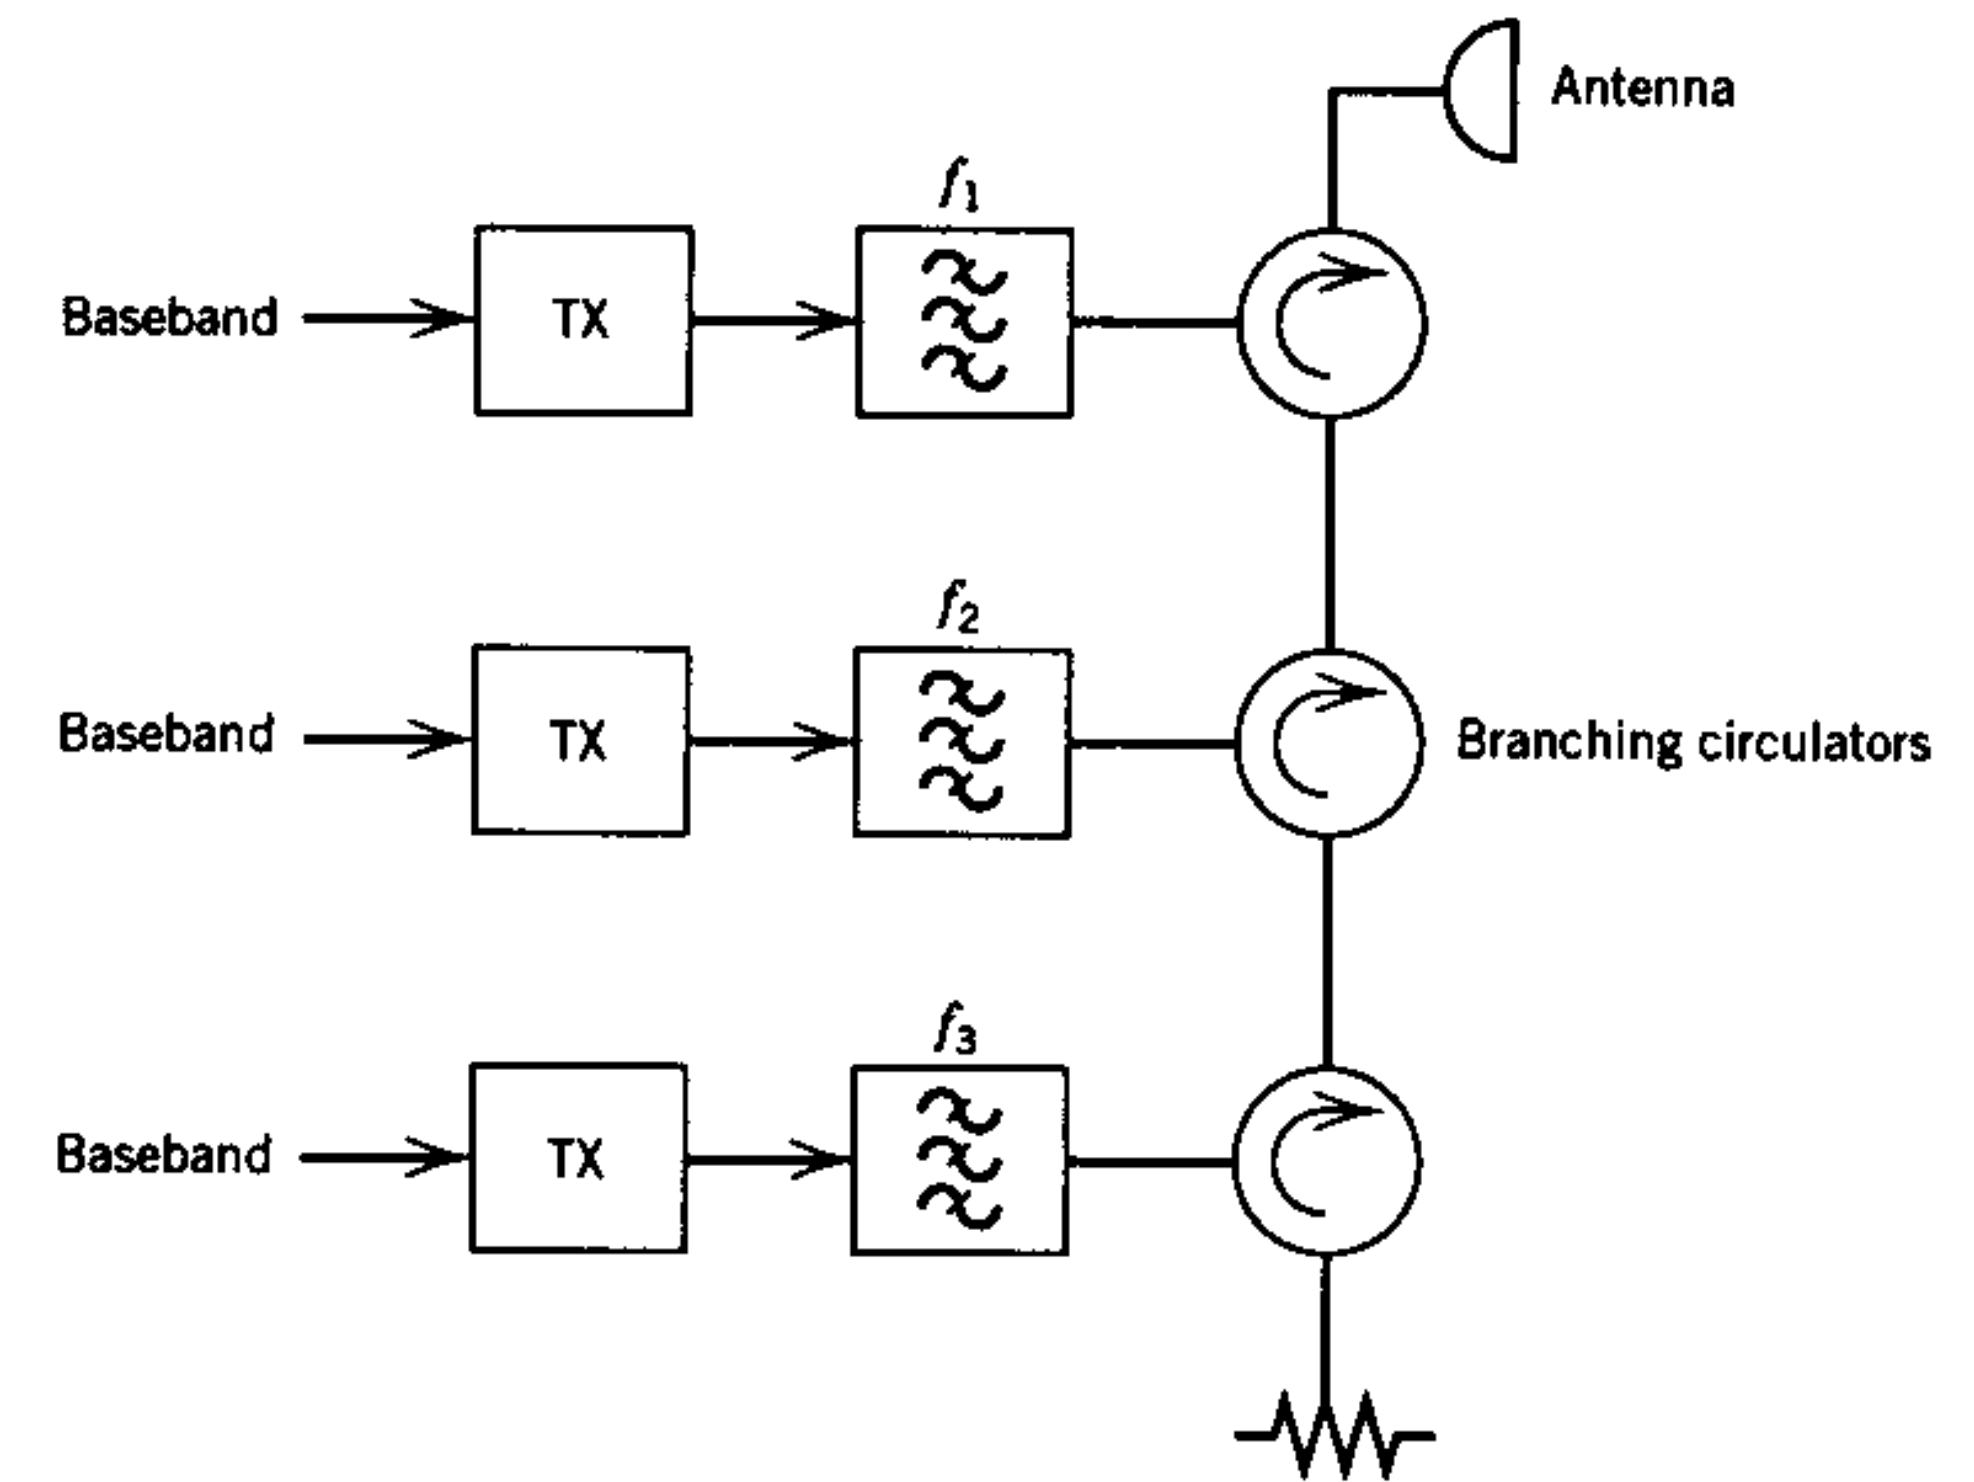 Antenna
f1
Baseband
TX
f2
Baseband
TX
Branching circulators
f3
Baseband
TX